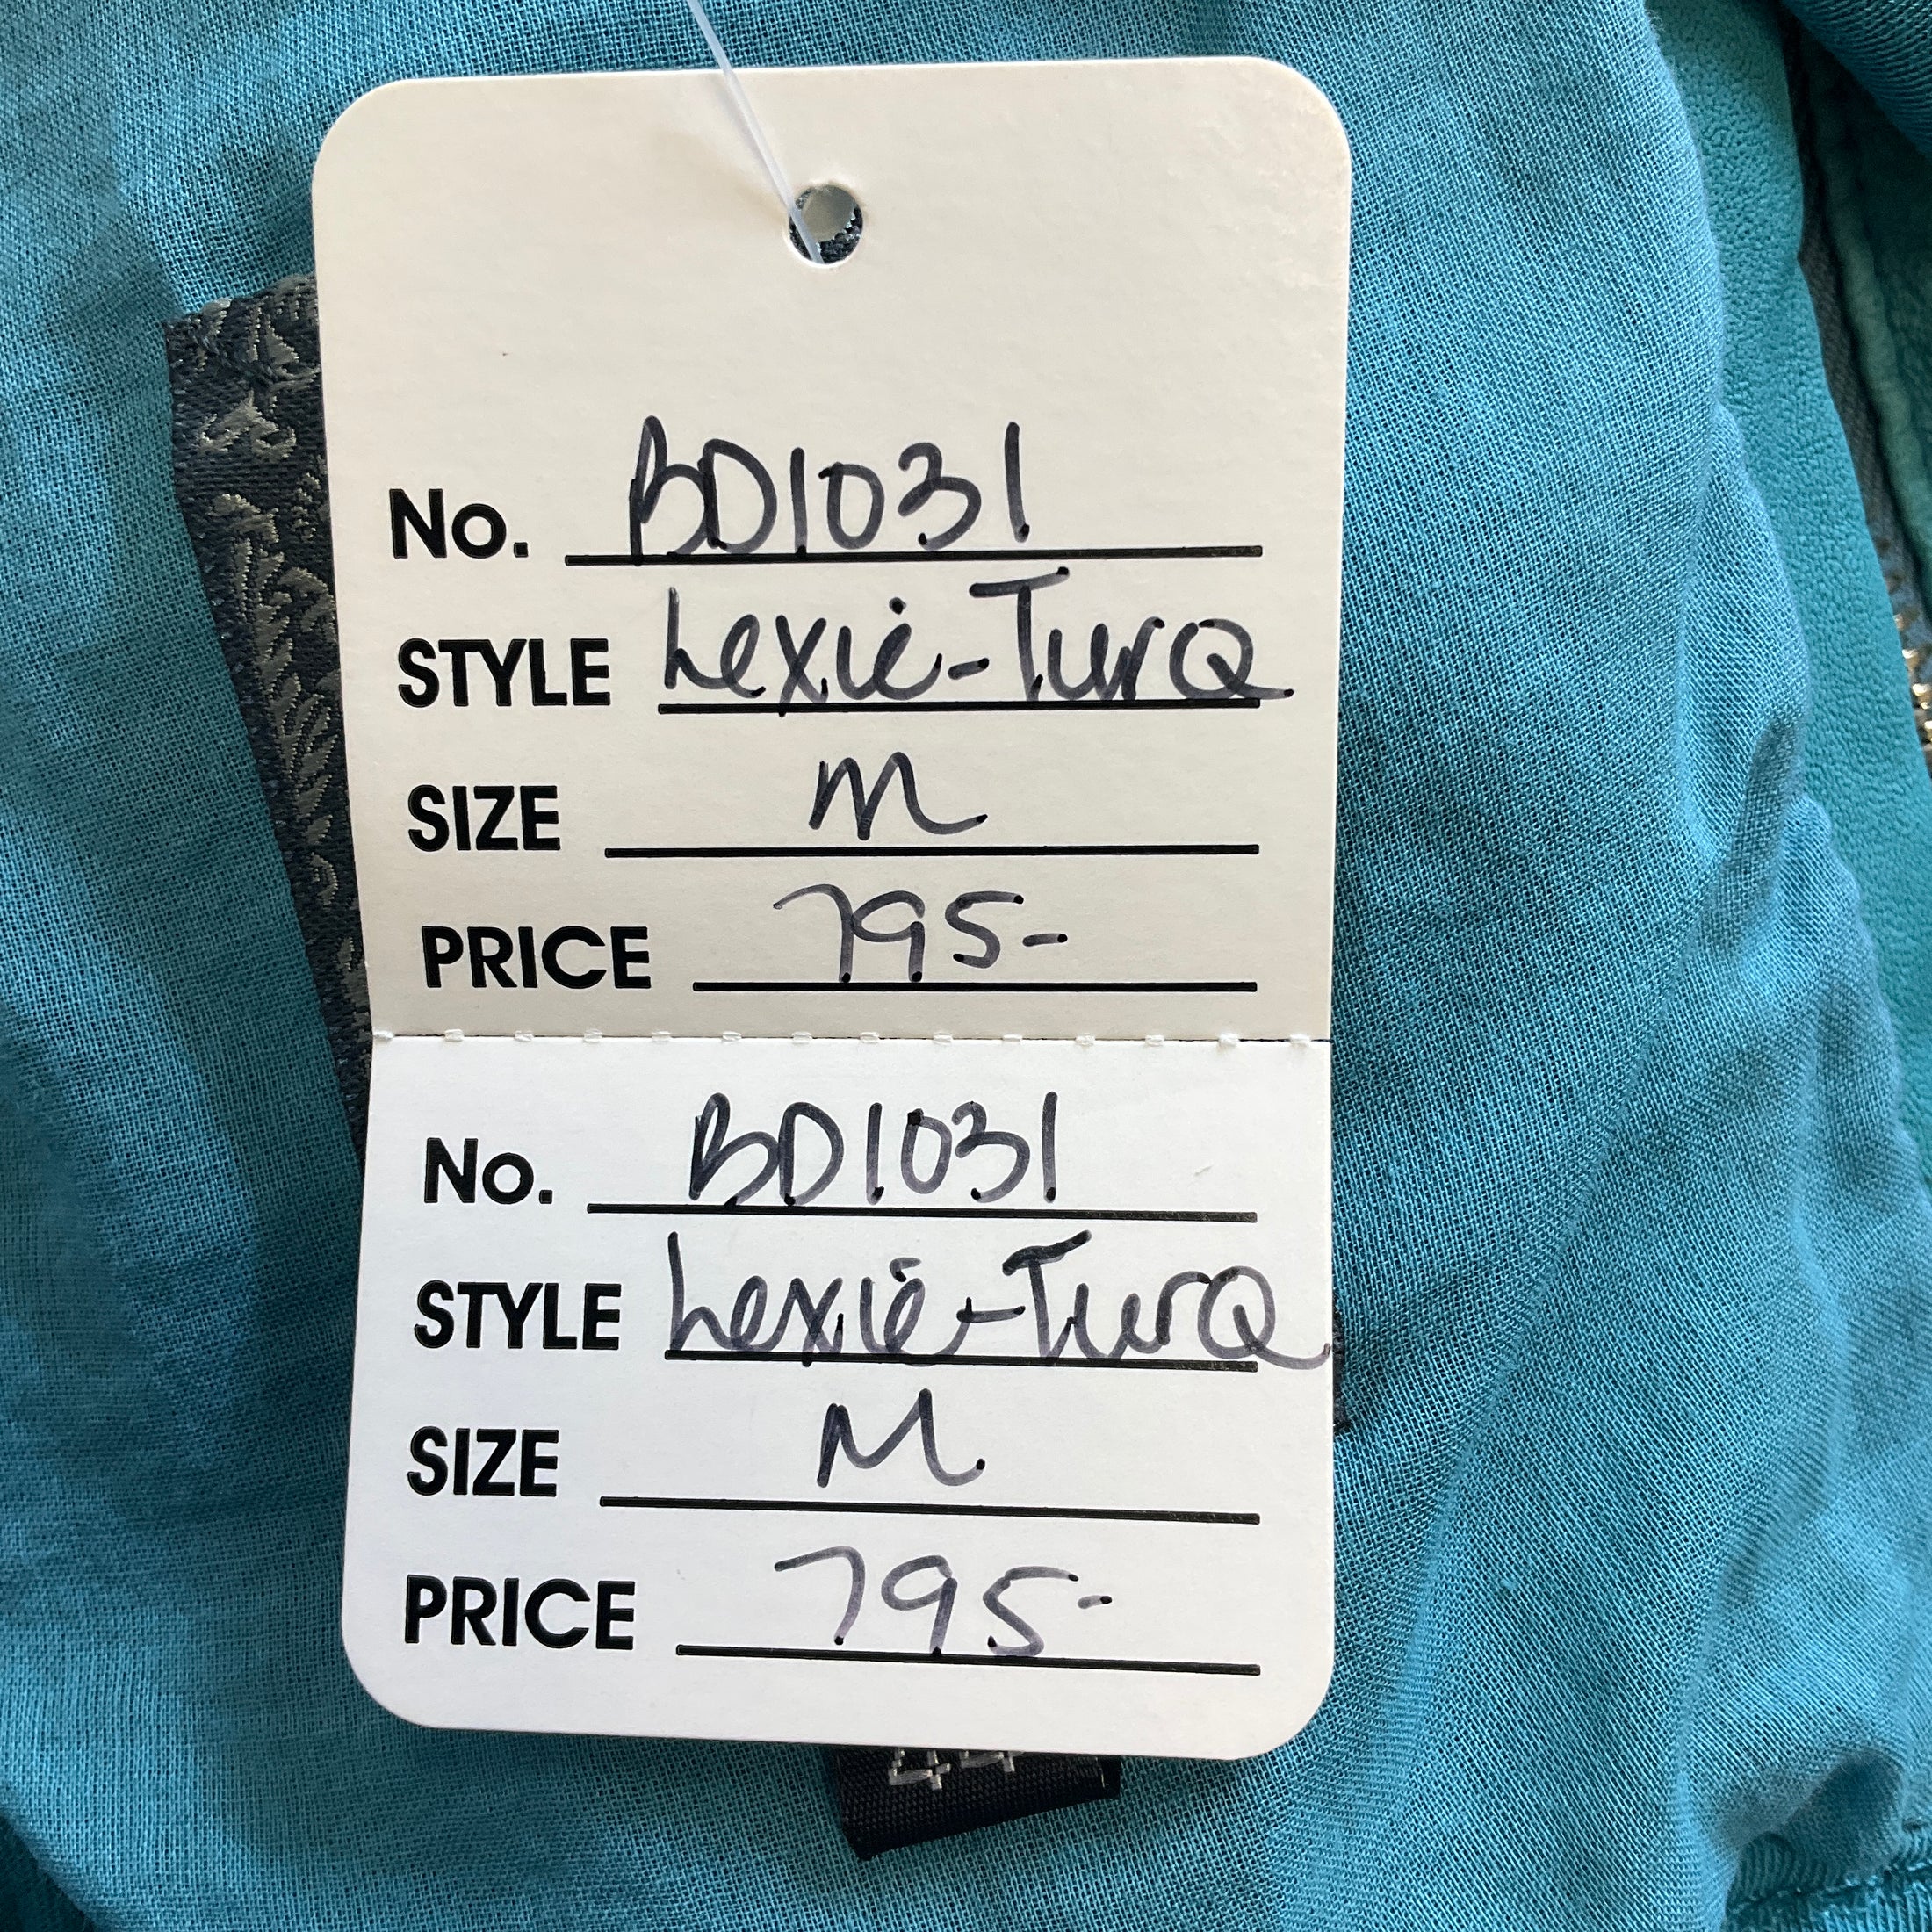 No. BD1031
STYLE Lexie-TurQ
SIZE M
PRICE 795-
No. BD1031
STYLE Lexie-TurQ
SIZE M
PRICE 795-